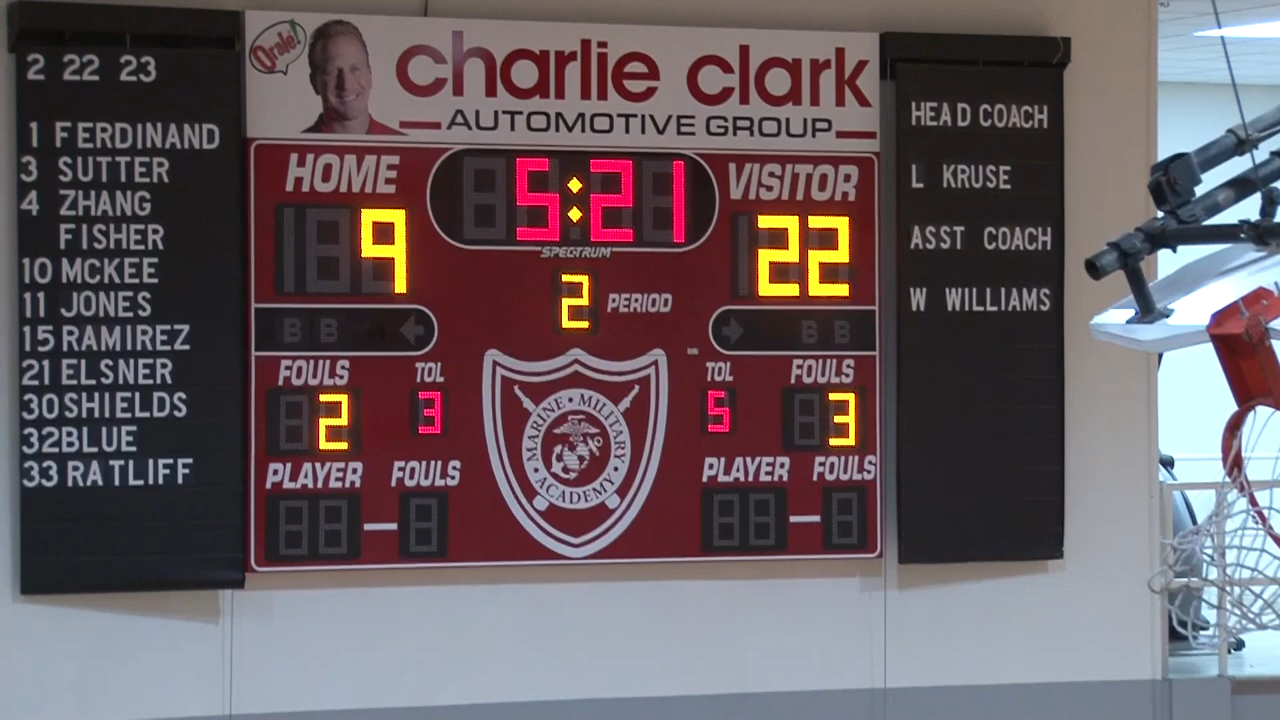 2 22 23
1 FERDINAND
3 SUTTER
4 ZHANG
FISHER
10 MCKEE
11 JONES
15 RAMIREZ
21 ELSNER
30 SHIELDS
32 BLUE
33 RATLIFF
Orale!
charlie clark
AUTOMOTIVE GROUP
HOME
5:21
VISITOR
9
SPECTRUM
22
2 PERIOD
B B
B B
FOULS
TOL
TOL
FOULS
2
3
5
3
PLAYER
FOULS
PLAYER
FOULS
MARINE • MILITARY
• ACADEMY •
HEAD COACH
L KRUSE
ASST COACH
W WILLIAMS